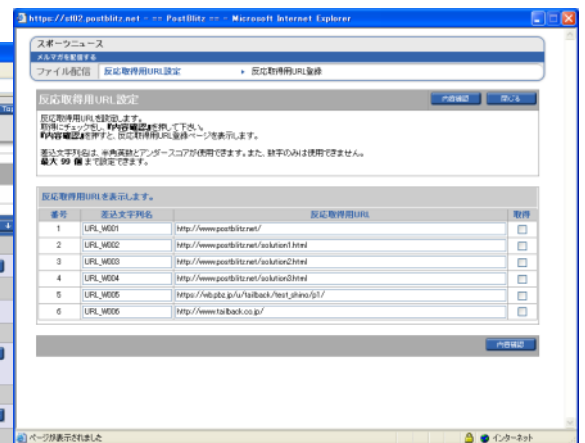 https://sf02.postblitz.net - == PostBlitz == - Microsoft Internet Explorer
スポーツニュース
メルマガを配信する
ファイル配信 反応取得用URL設定 ▸ 反応取得用URL登録
反応取得用URL設定 内容確認 閉じる
反応取得用URLを設定します。
取得にチェックをし、『内容確認』を押して下さい。
『内容確認』を押すと、反応取得用URL登録ページを表示します。
差込文字列名は、半角英数とアンダースコアが使用できます。また、数字のみは使用できません。
最大 99 個 まで設定できます。
反応取得用URLを表示します。
番号 差込文字列名 反応取得用URL 取得
1 URL_W001 http://www.postblitz.net/
2 URL_W002 http://www.postblitz.net/solution1.html
3 URL_W003 http://www.postblitz.net/solution2.html
4 URL_W004 http://www.postblitz.net/solution3.html
5 URL_W005 https://wb.pbz.jp/u/tailback/test_shino/p1/
6 URL_W006 http://www.tailback.co.jp/
内容確認
ページが表示されました インターネット